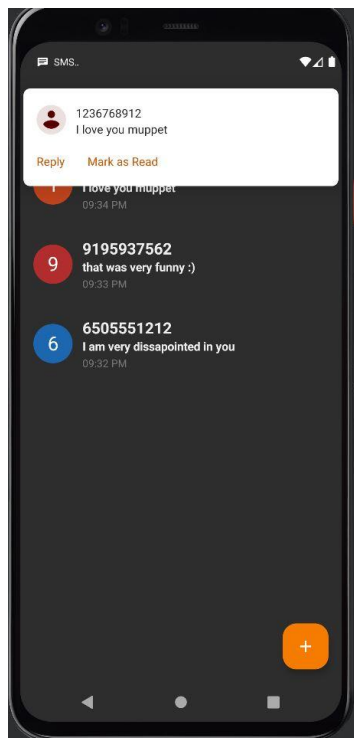 SMS..
1236768912
I love you muppet
Reply Mark as Read
1
I love you muppet
09:34 PM
9
9195937562
that was very funny :)
09:33 PM
6
6505551212
I am very dissapointed in you
09:32 PM
+